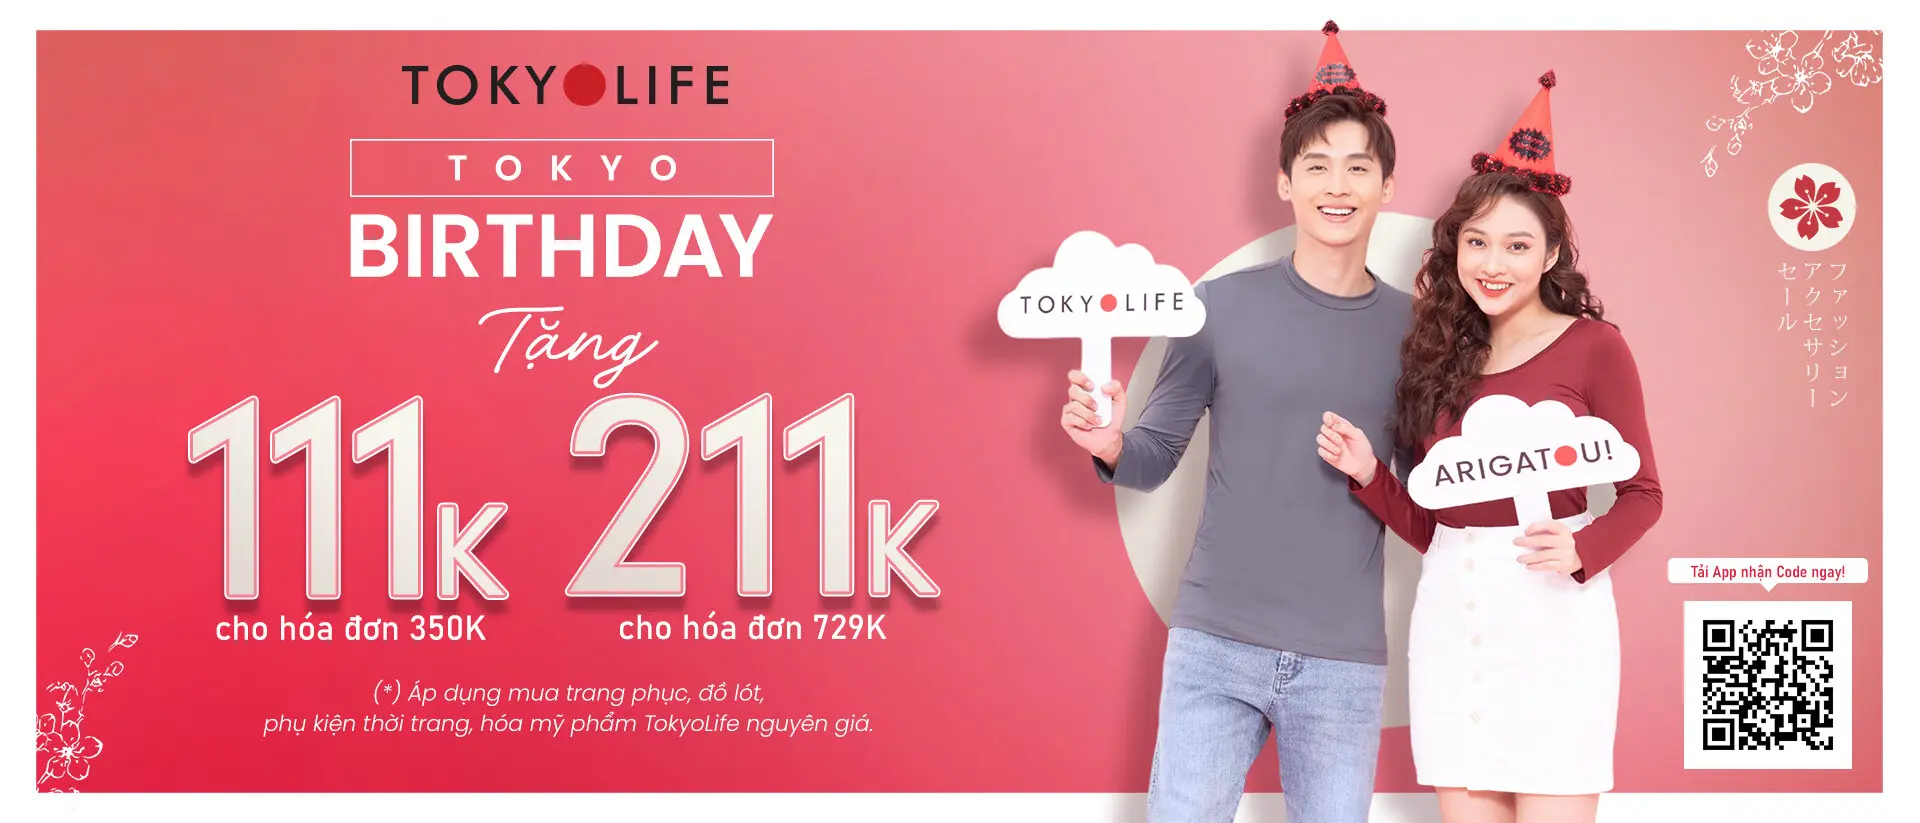 TOKYOLIFE
TOKYO
BIRTHDAY
Tặng
111K
cho hóa đơn 350K
211K
cho hóa đơn 729K
(*) Áp dụng mua trang phục, đồ lót,
phụ kiện thời trang, hóa mỹ phẩm TokyoLife nguyên giá.
TOKYOLIFE
ARIGATOU!
ファッション
アクセサリー
セール
Tải App nhận Code ngay!